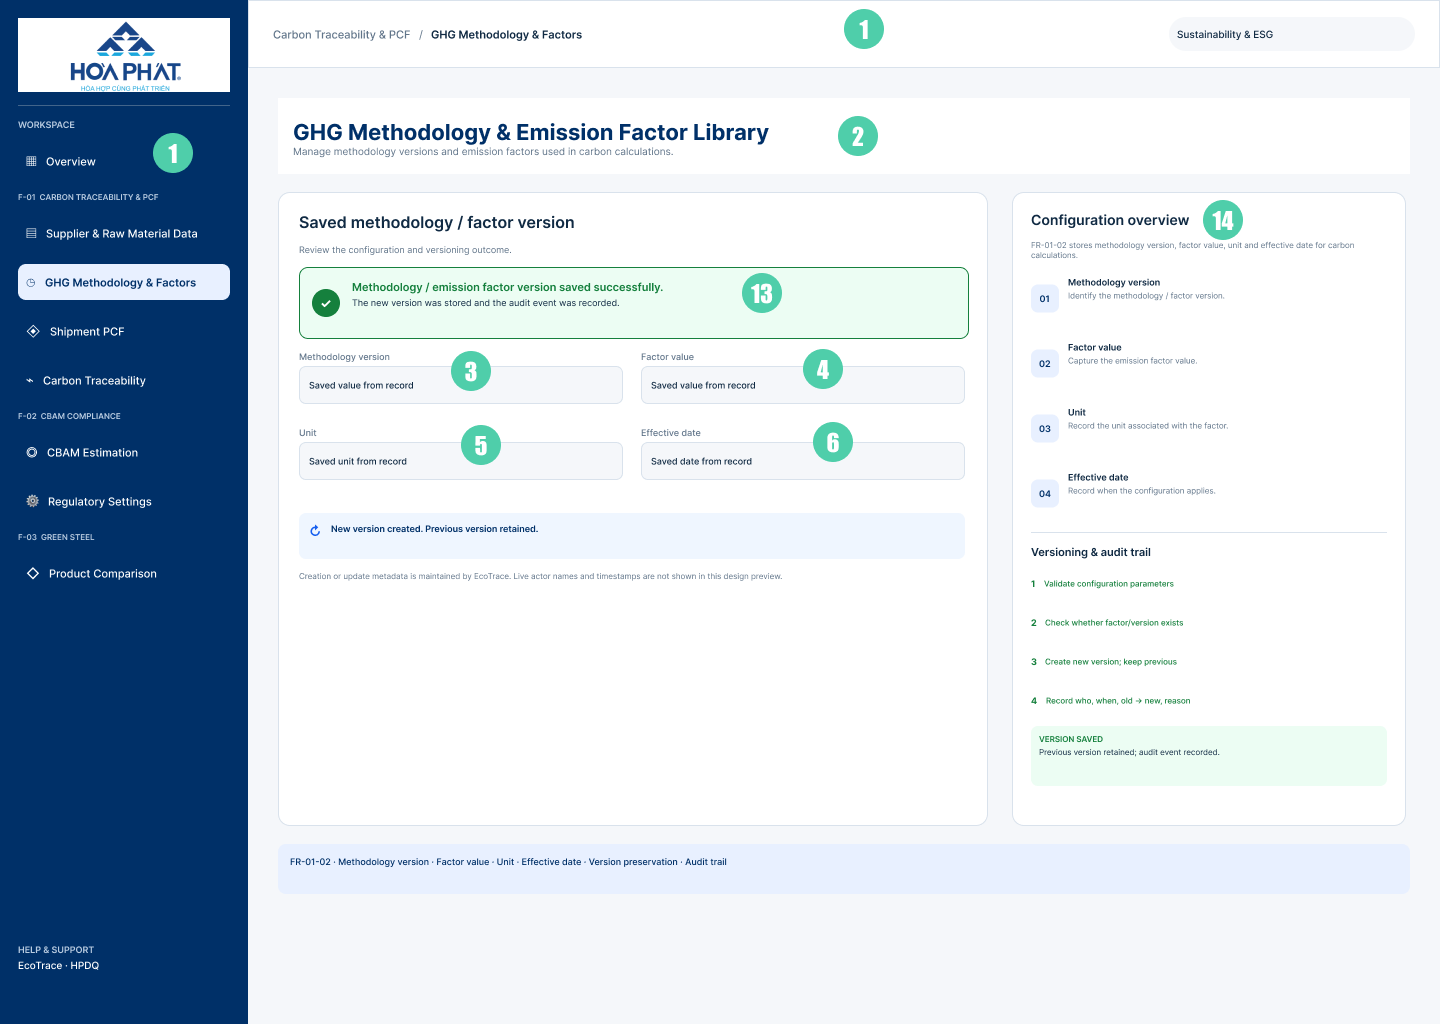 HÒA PHÁT
HÒA HỢP CÙNG PHÁT TRIỂN
WORKSPACE
Overview
1
F-01 CARBON TRACEABILITY & PCF
Supplier & Raw Material Data
GHG Methodology & Factors
Shipment PCF
Carbon Traceability
F-02 CBAM COMPLIANCE
CBAM Estimation
Regulatory Settings
F-03 GREEN STEEL
Product Comparison
HELP & SUPPORT
EcoTrace · HPDQ
Carbon Traceability & PCF / GHG Methodology & Factors
1
Sustainability & ESG
GHG Methodology & Emission Factor Library
2
Manage methodology versions and emission factors used in carbon calculations.
Saved methodology / factor version
Review the configuration and versioning outcome.
Methodology / emission factor version saved successfully.
The new version was stored and the audit event was recorded.
13
Methodology version
3
Saved value from record
Factor value
4
Saved value from record
Unit
5
Saved unit from record
Effective date
6
Saved date from record
New version created. Previous version retained.
Creation or update metadata is maintained by EcoTrace. Live actor names and timestamps are not shown in this design preview.
Configuration overview
14
FR-01-02 stores methodology version, factor value, unit and effective date for carbon
calculations.
01
Methodology version
Identify the methodology / factor version.
02
Factor value
Capture the emission factor value.
03
Unit
Record the unit associated with the factor.
04
Effective date
Record when the configuration applies.
Versioning & audit trail
1 Validate configuration parameters
2 Check whether factor/version exists
3 Create new version; keep previous
4 Record who, when, old → new, reason
VERSION SAVED
Previous version retained; audit event recorded.
FR-01-02 · Methodology version · Factor value · Unit · Effective date · Version preservation · Audit trail